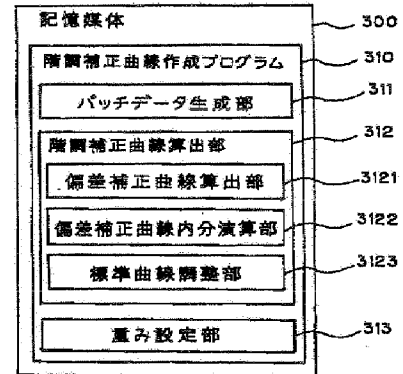 記憶媒体
300
階調補正曲線作成プログラム
310
パッチデータ生成部
311
階調補正曲線算出部
312
偏差補正曲線算出部
3121
偏差補正曲線内分演算部
3122
標準曲線調整部
3123
重み設定部
313